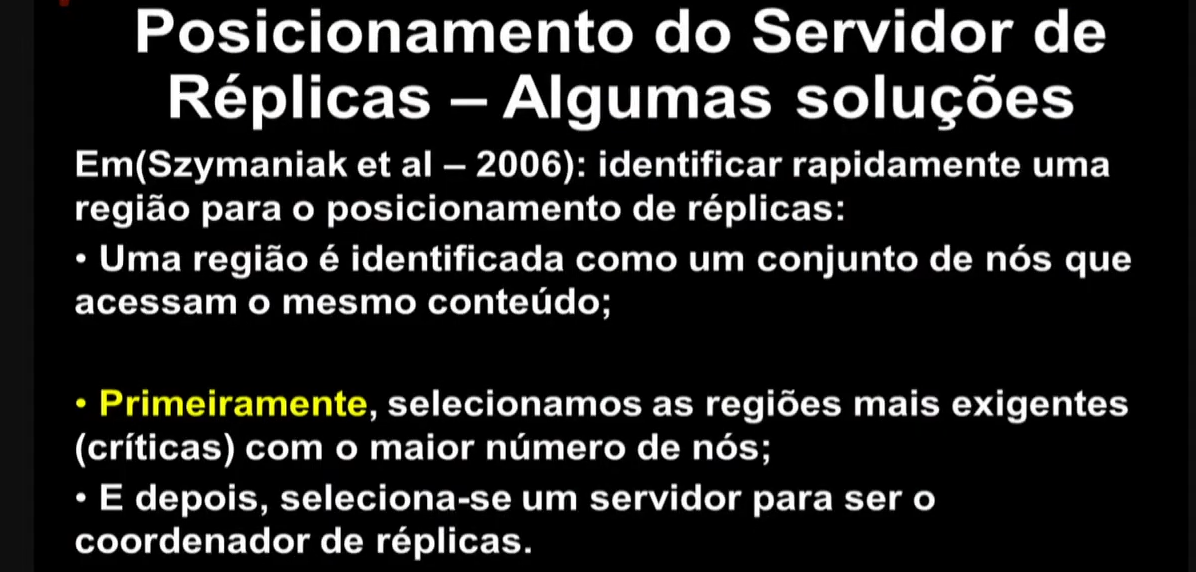 Posicionamento do Servidor de
Réplicas – Algumas soluções
Em(Szymaniak et al – 2006): identificar rapidamente uma
região para o posicionamento de réplicas:
• Uma região é identificada como um conjunto de nós que
acessam o mesmo conteúdo;
• Primeiramente, selecionamos as regiões mais exigentes
(críticas) com o maior número de nós;
• E depois, seleciona-se um servidor para ser o
coordenador de réplicas.